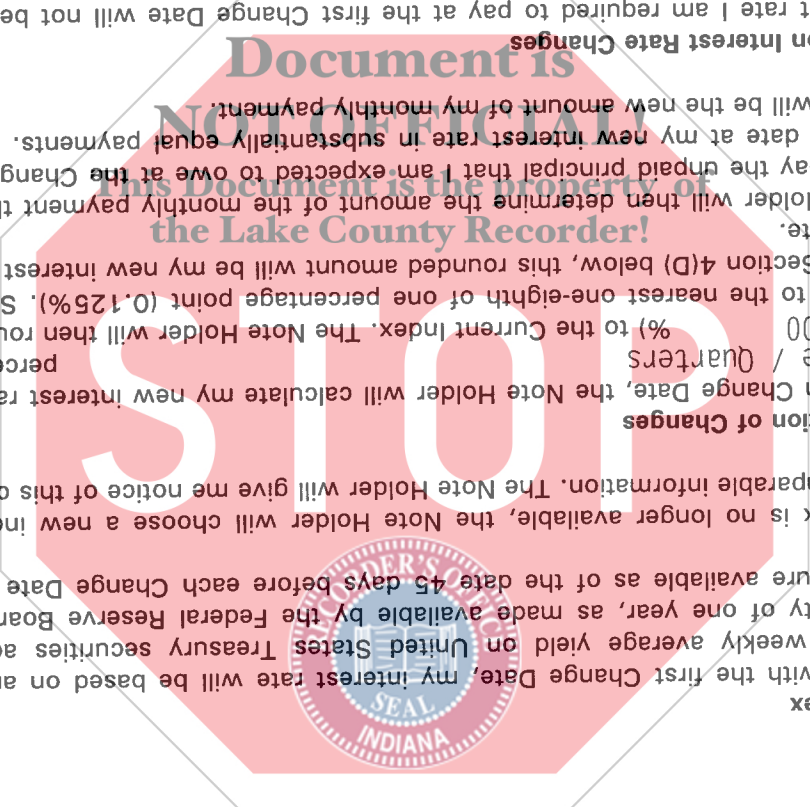 Document is
NOT OFFICIAL!
This Document is the property of
the Lake County Recorder!
STOP
RECORDER'S OFFICE
SEAL
INDIANA
ex
with the first Change Date, my interest rate will be based on an
weekly average yield on United States Treasury securities
ty of one year, as made available by the Federal Reserve Boar
ure available as of the date 45 days before each Change Date
x is no longer available, the Note Holder will choose a new in
parable information. The Note Holder will give me notice of this
tion of Changes
h Change Date, the Note Holder will calculate my new interest ra
e / Quarters perce
00 %) to the Current Index. The Note Holder will then rou
to the nearest one-eighth of one percentage point (0.125%). S
Section 4(D) below, this rounded amount will be my new interest
te.
Holder will then determine the amount of the monthly payment t
ay the unpaid principal that I am expected to owe at the Chang
date at my new interest rate in substantially equal payments.
will be the new amount of my monthly payment.
on Interest Rate Changes
t rate I am required to pay at the first Change Date will not be